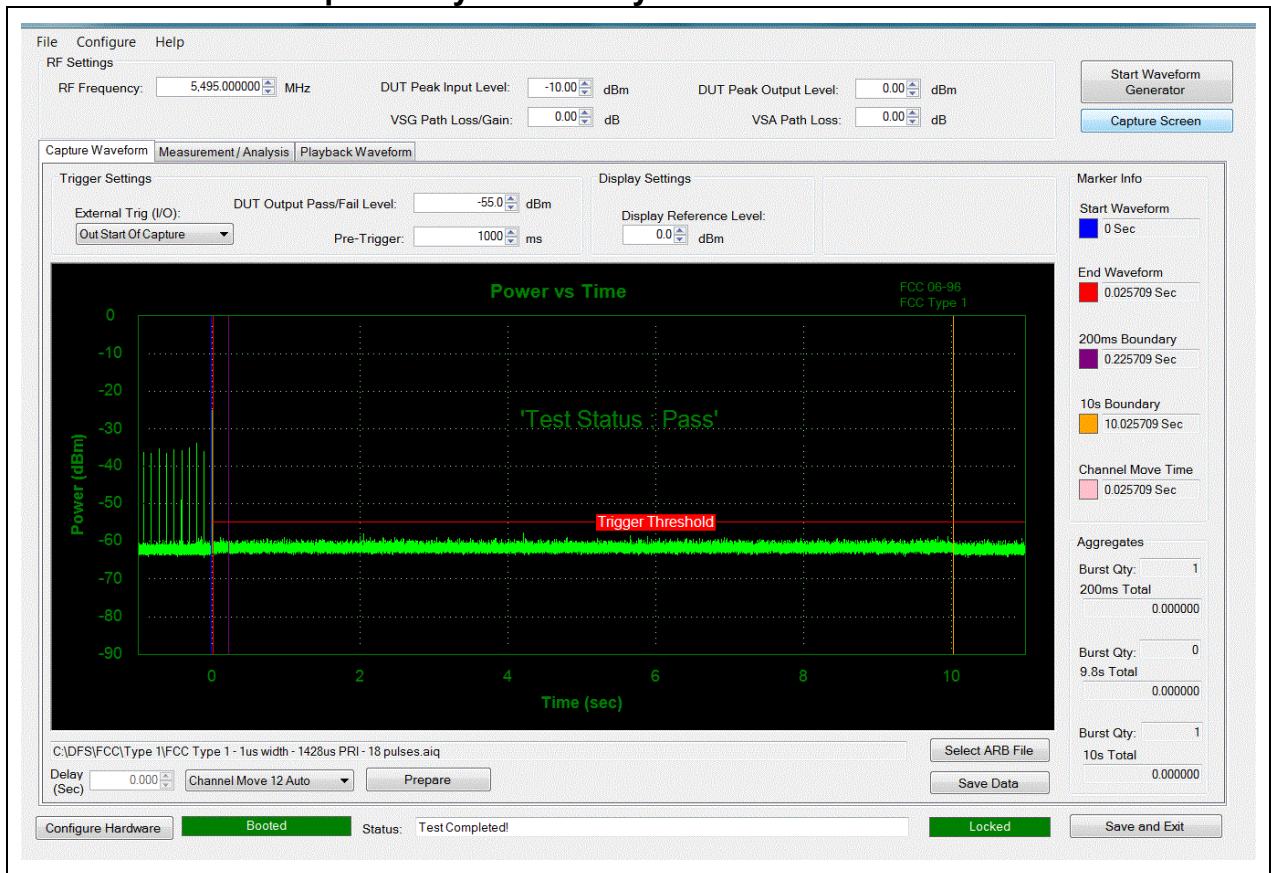 File Configure Help
RF Settings
RF Frequency: 5,495.000000 MHz DUT Peak Input Level: -10.00 dBm DUT Peak Output Level: 0.00 dBm
VSG Path Loss/Gain: 0.00 dB VSA Path Loss: 0.00 dB
Start Waveform Generator
Capture Screen
Capture Waveform Measurement / Analysis Playback Waveform
Trigger Settings
External Trig (I/O):
Out Start Of Capture
DUT Output Pass/Fail Level: -55.0 dBm
Pre-Trigger: 1000 ms
Display Settings
Display Reference Level:
0.0 dBm
Power vs Time
FCC 06-96
FCC Type 1
'Test Status : Pass'
Trigger Threshold
Power (dBm)
0
-10
-20
-30
-40
-50
-60
-70
-80
-90
0 2 4 6 8 10
Time (sec)
Marker Info
Start Waveform
0 Sec
End Waveform
0.025709 Sec
200ms Boundary
0.225709 Sec
10s Boundary
10.025709 Sec
Channel Move Time
0.025709 Sec
Aggregates
Burst Qty: 1
200ms Total
0.000000
Burst Qty: 0
9.8s Total
0.000000
Burst Qty: 1
10s Total
0.000000
C:\DFS\FCC\Type 1\FCC Type 1 - 1us width - 1428us PRI - 18 pulses.aiq
Select ARB File
Delay (Sec) 0.000 Channel Move 12 Auto Prepare
Save Data
Configure Hardware Booted Status: Test Completed! Locked Save and Exit